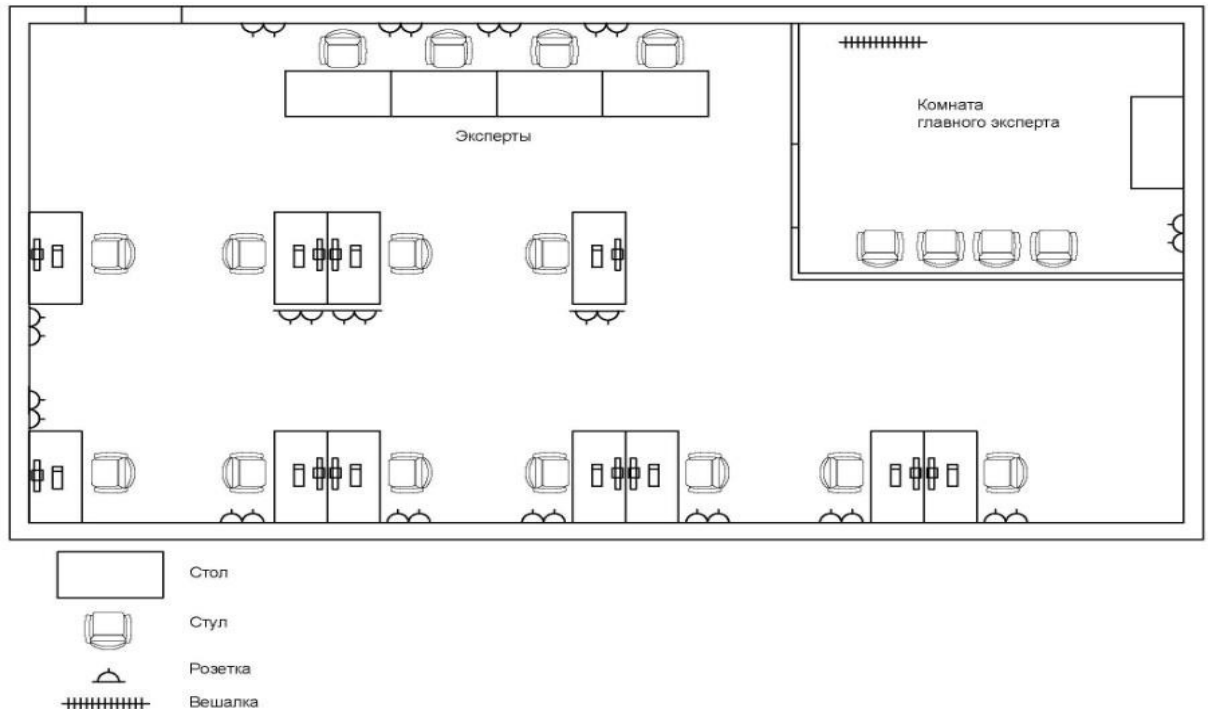 Комната
главного эксперта
Эксперты
Стол
Стул
Розетка
Вешалка